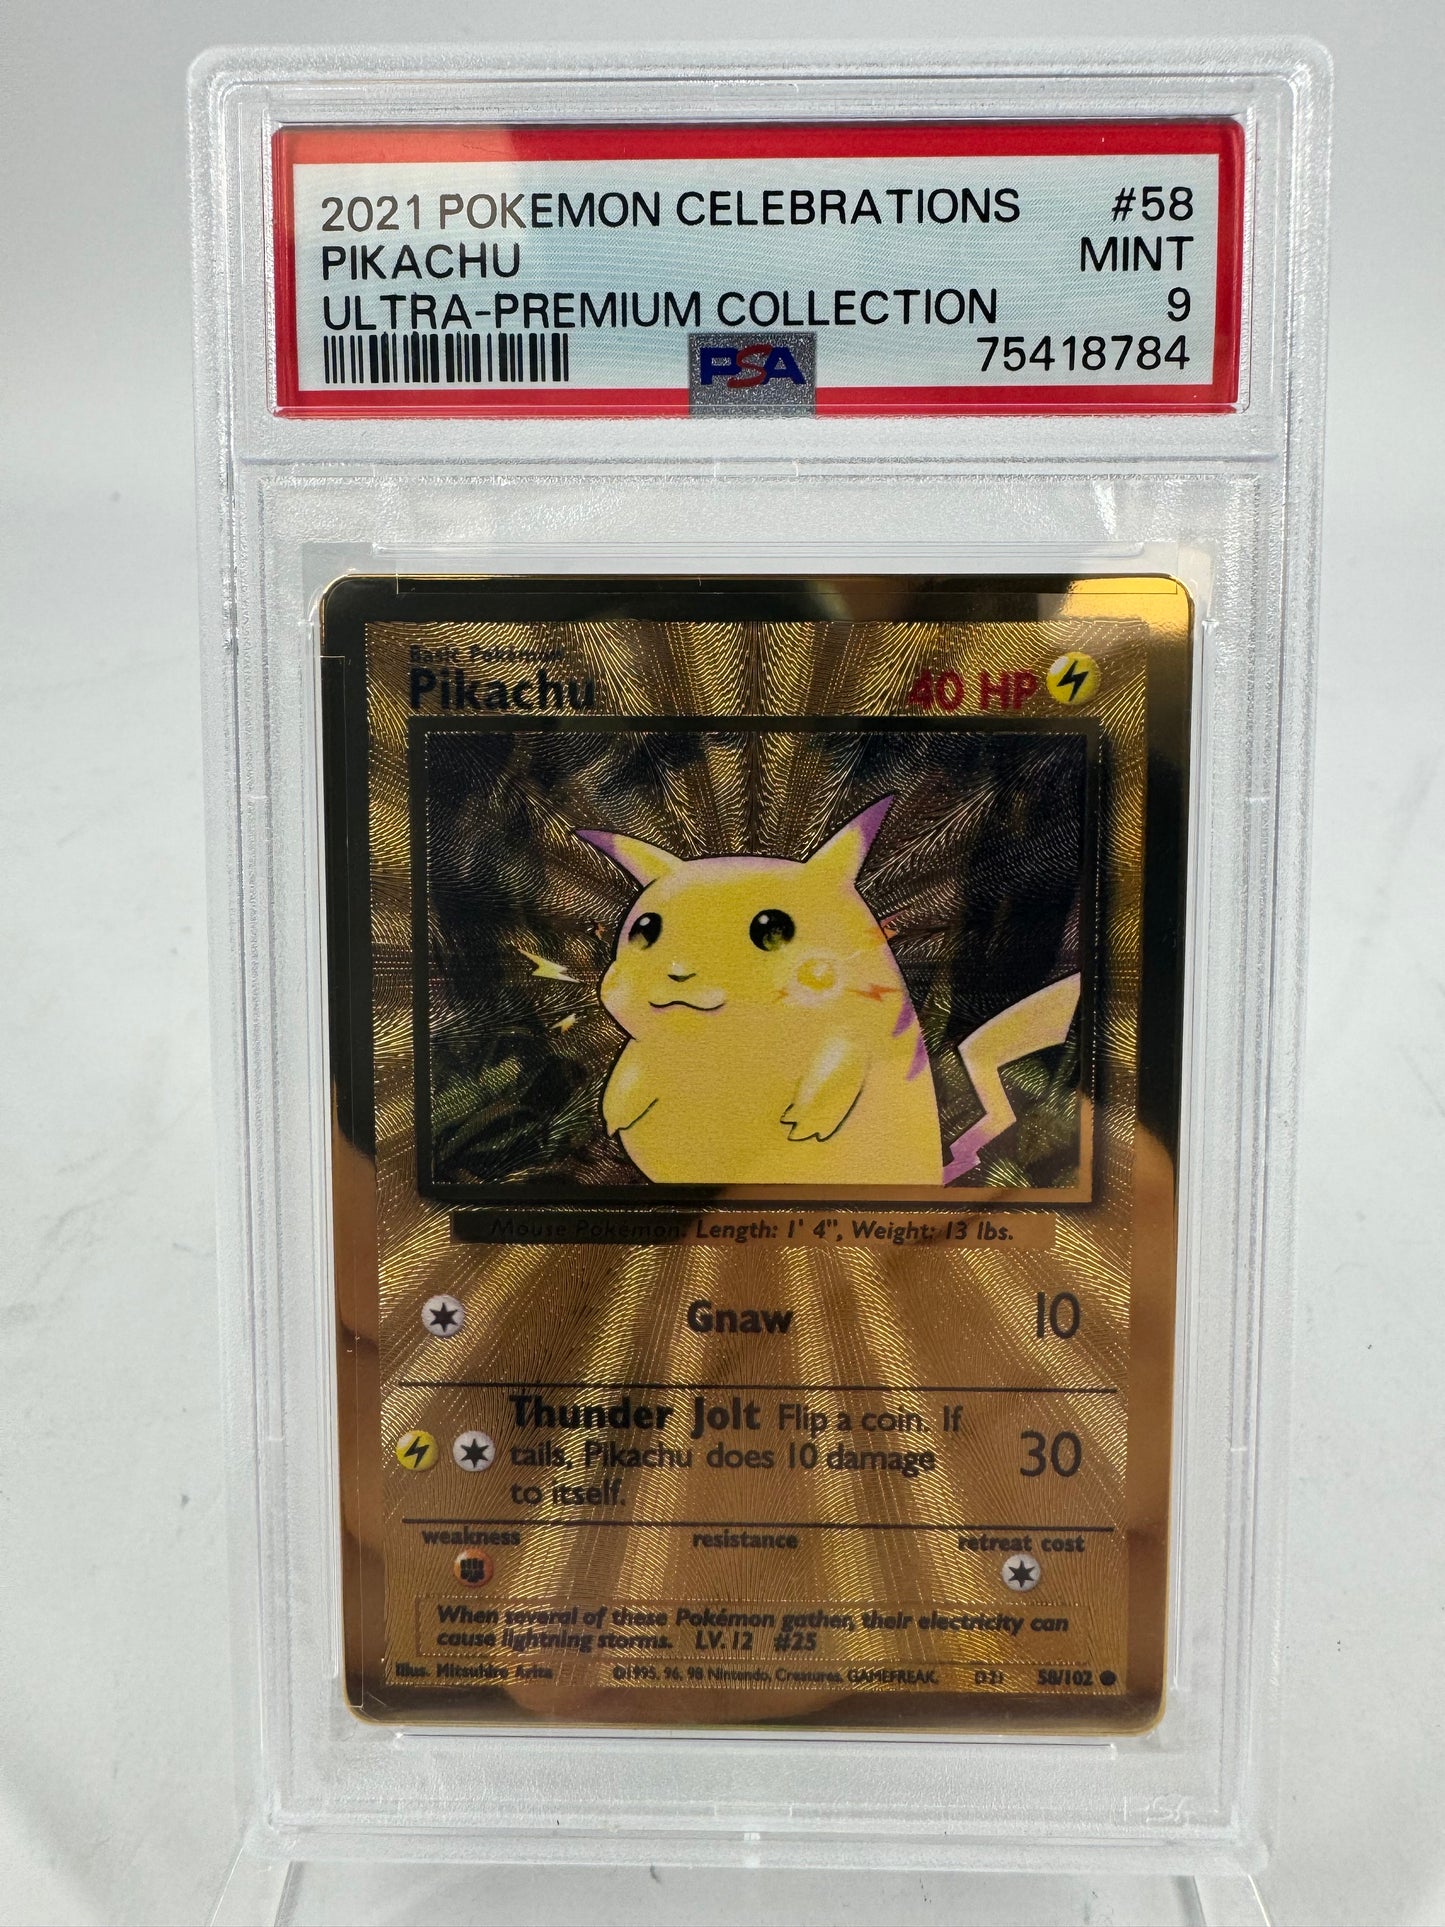 2021 POKEMON CELEBRATIONS #58
PIKACHU MINT
ULTRA-PREMIUM COLLECTION 9
PSA 75418784
Basic Pokémon
Pikachu 40 HP
Mouse Pokémon. Length: 1' 4", Weight: 13 lbs.
Gnaw 10
Thunder Jolt Flip a coin. If
tails, Pikachu does 10 damage
to itself.
30
weakness resistance retreat cost
When several of these Pokémon gather, their electricity can
cause lightning storms. LV. 12 #25
Illus. Mitsuhiro Arita ©1995, 96, 98 Nintendo, Creatures, GAMEFREAK. 58/102